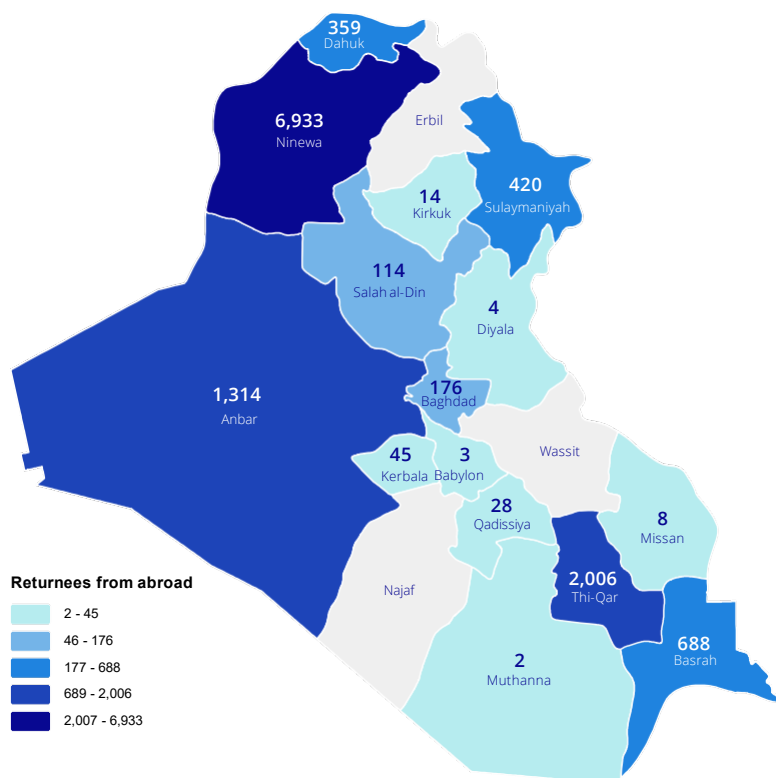 359
Dahuk
6,933
Ninewa
Erbil
14
Kirkuk
420
Sulaymaniyah
114
Salah al-Din
4
Diyala
1,314
Anbar
176
Baghdad
45
Kerbala
3
Babylon
Wassit
28
Qadissiya
8
Missan
Najaf
2,006
Thi-Qar
688
Basrah
2
Muthanna
Returnees from abroad
2 - 45
46 - 176
177 - 688
689 - 2,006
2,007 - 6,933